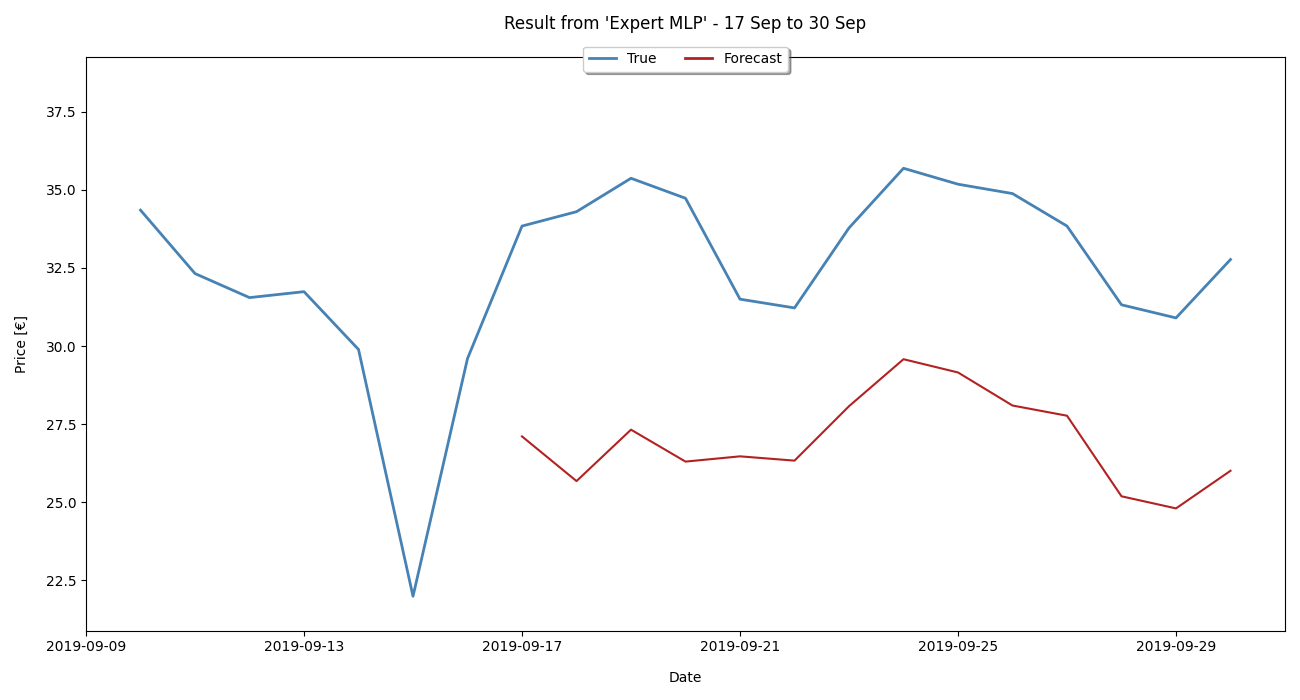 Result from 'Expert MLP' - 17 Sep to 30 Sep
True Forecast
37.5
35.0
32.5
30.0
27.5
25.0
22.5
Price [€]
2019-09-09 2019-09-13 2019-09-17 2019-09-21 2019-09-25 2019-09-29
Date